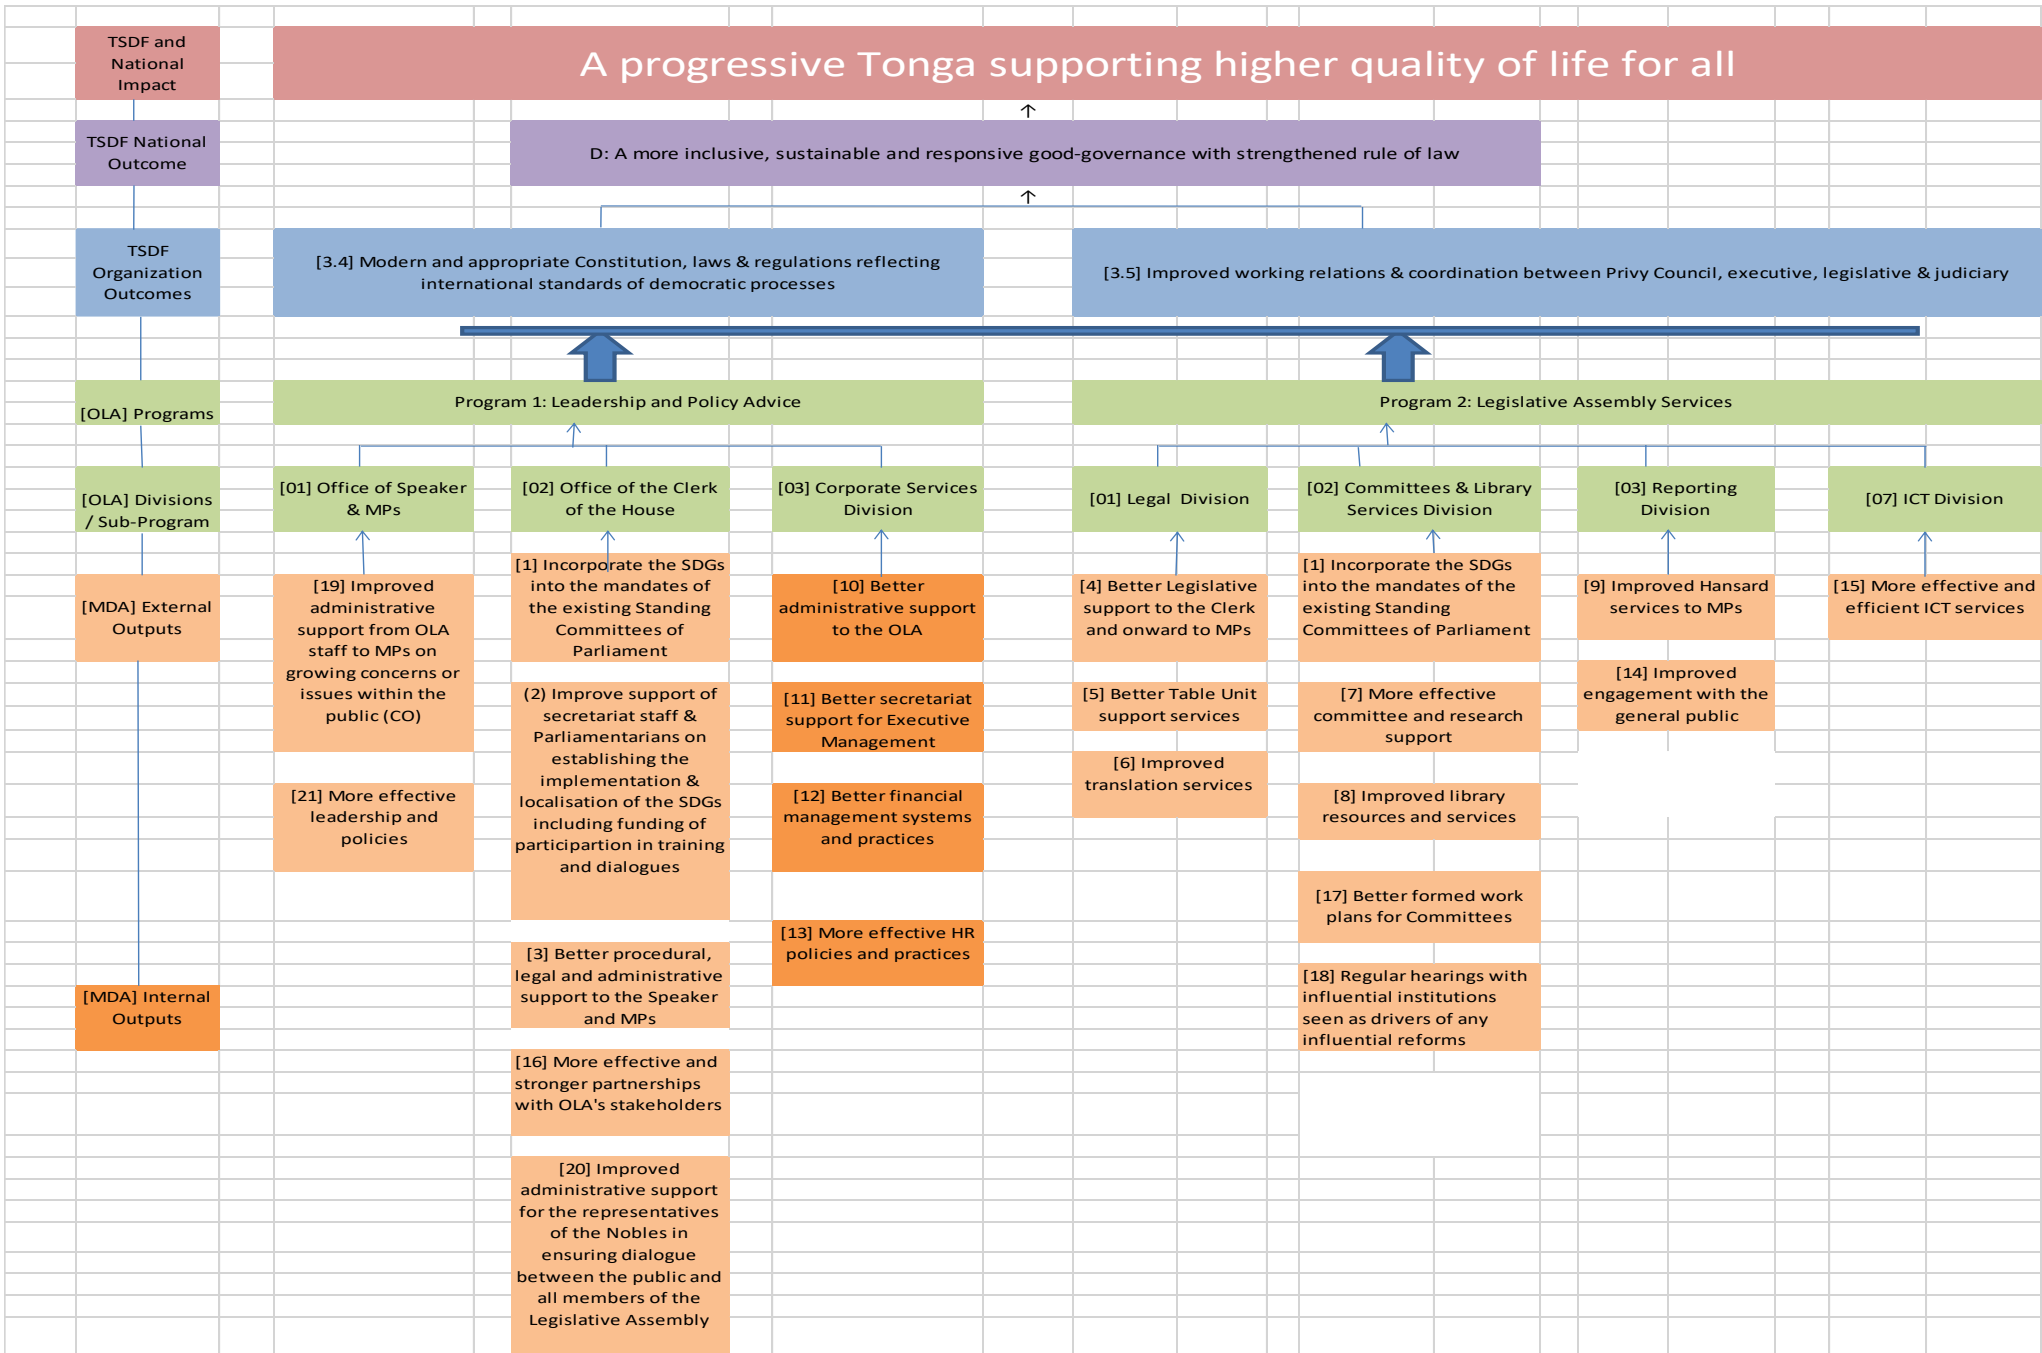 TSDF and
National
Impact
A progressive Tonga supporting higher quality of life for all
↑
TSDF National
Outcome
D: A more inclusive, sustainable and responsive good-governance with strengthened rule of law
↑
TSDF
Organization
Outcomes
[3.4] Modern and appropriate Constitution, laws & regulations reflecting
international standards of democratic processes
[3.5] Improved working relations & coordination between Privy Council, executive, legislative & judiciary
[OLA] Programs
Program 1: Leadership and Policy Advice
Program 2: Legislative Assembly Services
[OLA] Divisions
/ Sub-Program
[01] Office of Speaker
& MPs
[02] Office of the Clerk
of the House
[03] Corporate Services
Division
[01] Legal  Division
[02] Committees & Library
Services Division
[03] Reporting
Division
[07] ICT Division
[MDA] External
Outputs
[19] Improved
administrative
support from OLA
staff to MPs on
growing concerns or
issues within the
public (CO)
[21] More effective
leadership and
policies
[1] Incorporate the SDGs
into the mandates of
the existing Standing
Committees of
Parliament
(2) Improve support of
secretariat staff &
Parliamentarians on
establishing the
implementation &
localisation of the SDGs
including funding of
participartion in training
and dialogues
[3] Better procedural,
legal and administrative
support to the Speaker
and MPs
[16] More effective and
stronger partnerships
with OLA's stakeholders
[20] Improved
administrative support
for the representatives
of the Nobles in
ensuring dialogue
between the public and
all members of the
Legislative Assembly
[10] Better
administrative support
to the OLA
[11] Better secretariat
support for Executive
Management
[12] Better financial
management systems
and practices
[13] More effective HR
policies and practices
[4] Better Legislative
support to the Clerk
and onward to MPs
[5] Better Table Unit
support services
[6] Improved
translation services
[1] Incorporate the SDGs
into the mandates of the
existing Standing
Committees of Parliament
[7] More effective
committee and research
support
[8] Improved library
resources and services
[17] Better formed work
plans for Committees
[18] Regular hearings with
influential institutions
seen as drivers of any
influential reforms
[9] Improved Hansard
services to MPs
[14] Improved
engagement with the
general public
[15] More effective and
efficient ICT services
[MDA] Internal
Outputs